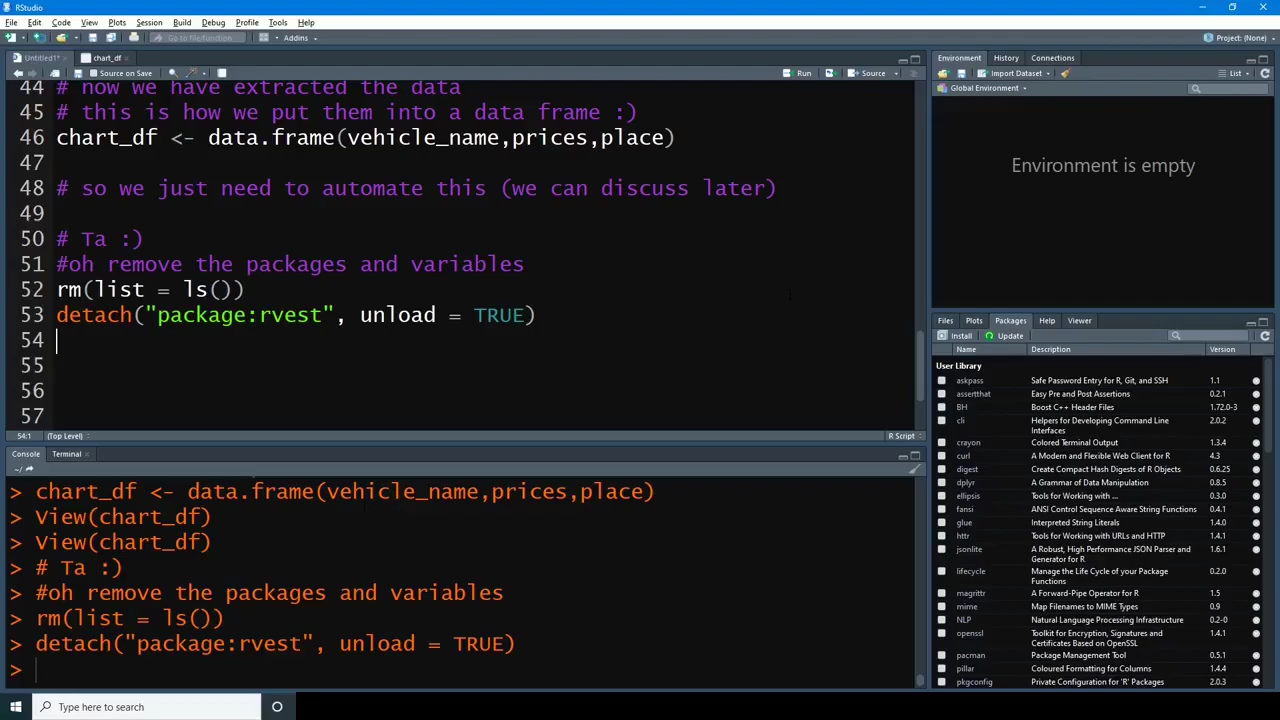 RStudio
File Edit Code View Plots Session Build Debug Profile Tools Help
Go to file/function Addins Project: (None)
Untitled1* chart_df
Source on Save Run Source
44 # now we have extracted the data
45 # this is how we put them into a data frame :)
46 chart_df <- data.frame(vehicle_name,prices,place)
47
48 # so we just need to automate this (we can discuss later)
49
50 # Ta :)
51 #oh remove the packages and variables
52 rm(list = ls())
53 detach("package:rvest", unload = TRUE)
54
55
56
57
54:1 (Top Level) R Script
Console Terminal
~/
> chart_df <- data.frame(vehicle_name,prices,place)
> View(chart_df)
> View(chart_df)
> # Ta :)
> #oh remove the packages and variables
> rm(list = ls())
> detach("package:rvest", unload = TRUE)
>
Environment History Connections
Import Dataset List
Global Environment
Environment is empty
Files Plots Packages Help Viewer
Install Update
Name Description Version
User Library
askpass Safe Password Entry for R, Git, and SSH 1.1
assertthat Easy Pre and Post Assertions 0.2.1
BH Boost C++ Header Files 1.72.0-3
cli Helpers for Developing Command Line 2.0.2
Interfaces
crayon Colored Terminal Output 1.3.4
curl A Modern and Flexible Web Client for R 4.3
digest Create Compact Hash Digests of R Objects 0.6.25
dplyr A Grammar of Data Manipulation 0.8.5
ellipsis Tools for Working with ... 0.3.0
fansi ANSI Control Sequence Aware String Functions 0.4.1
glue Interpreted String Literals 1.4.0
httr Tools for Working with URLs and HTTP 1.4.1
jsonlite A Robust, High Performance JSON Parser and 1.6.1
Generator for R
lifecycle Manage the Life Cycle of your Package 0.2.0
Functions
magrittr A Forward-Pipe Operator for R 1.5
mime Map Filenames to MIME Types 0.9
NLP Natural Language Processing Infrastructure 0.2-0
openssl Toolkit for Encryption, Signatures and 1.4.1
Certificates Based on OpenSSL
pacman Package Management Tool 0.5.1
pillar Coloured Formatting for Columns 1.4.4
pkgconfig Private Configuration for 'R' Packages 2.0.3
Type here to search